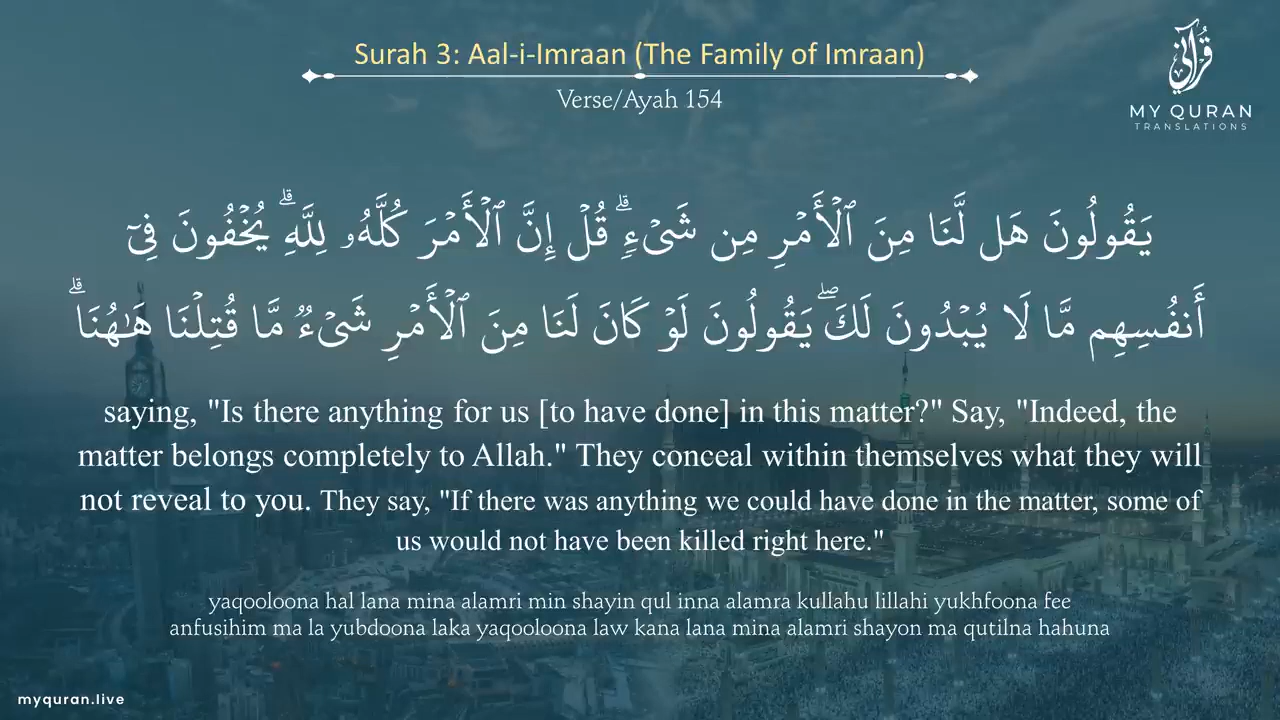 Surah 3: Aal-i-Imraan (The Family of Imraan)
Verse/Ayah 154
قرآني
MY QURAN
TRANSLATIONS
يَقُولُونَ هَل لَّنَا مِنَ ٱلْأَمْرِ مِن شَىْءٍۢ ۗ قُلْ إِنَّ ٱلْأَمْرَ كُلَّهُۥ لِلَّهِ ۗ يُخْفُونَ فِىٓ
أَنفُسِهِم مَّا لَا يُبْدُونَ لَكَ ۖ يَقُولُونَ لَوْ كَانَ لَنَا مِنَ ٱلْأَمْرِ شَىْءٌۭ مَّا قُتِلْنَا هَـٰهُنَا ۗ
saying, "Is there anything for us [to have done] in this matter?" Say, "Indeed, the
matter belongs completely to Allah." They conceal within themselves what they will
not reveal to you. They say, "If there was anything we could have done in the matter, some of
us would not have been killed right here."
yaqooloona hal lana mina alamri min shayin qul inna alamra kullahu lillahi yukhfoona fee
anfusihim ma la yubdoona laka yaqooloona law kana lana mina alamri shayon ma qutilna hahuna
myquran.live